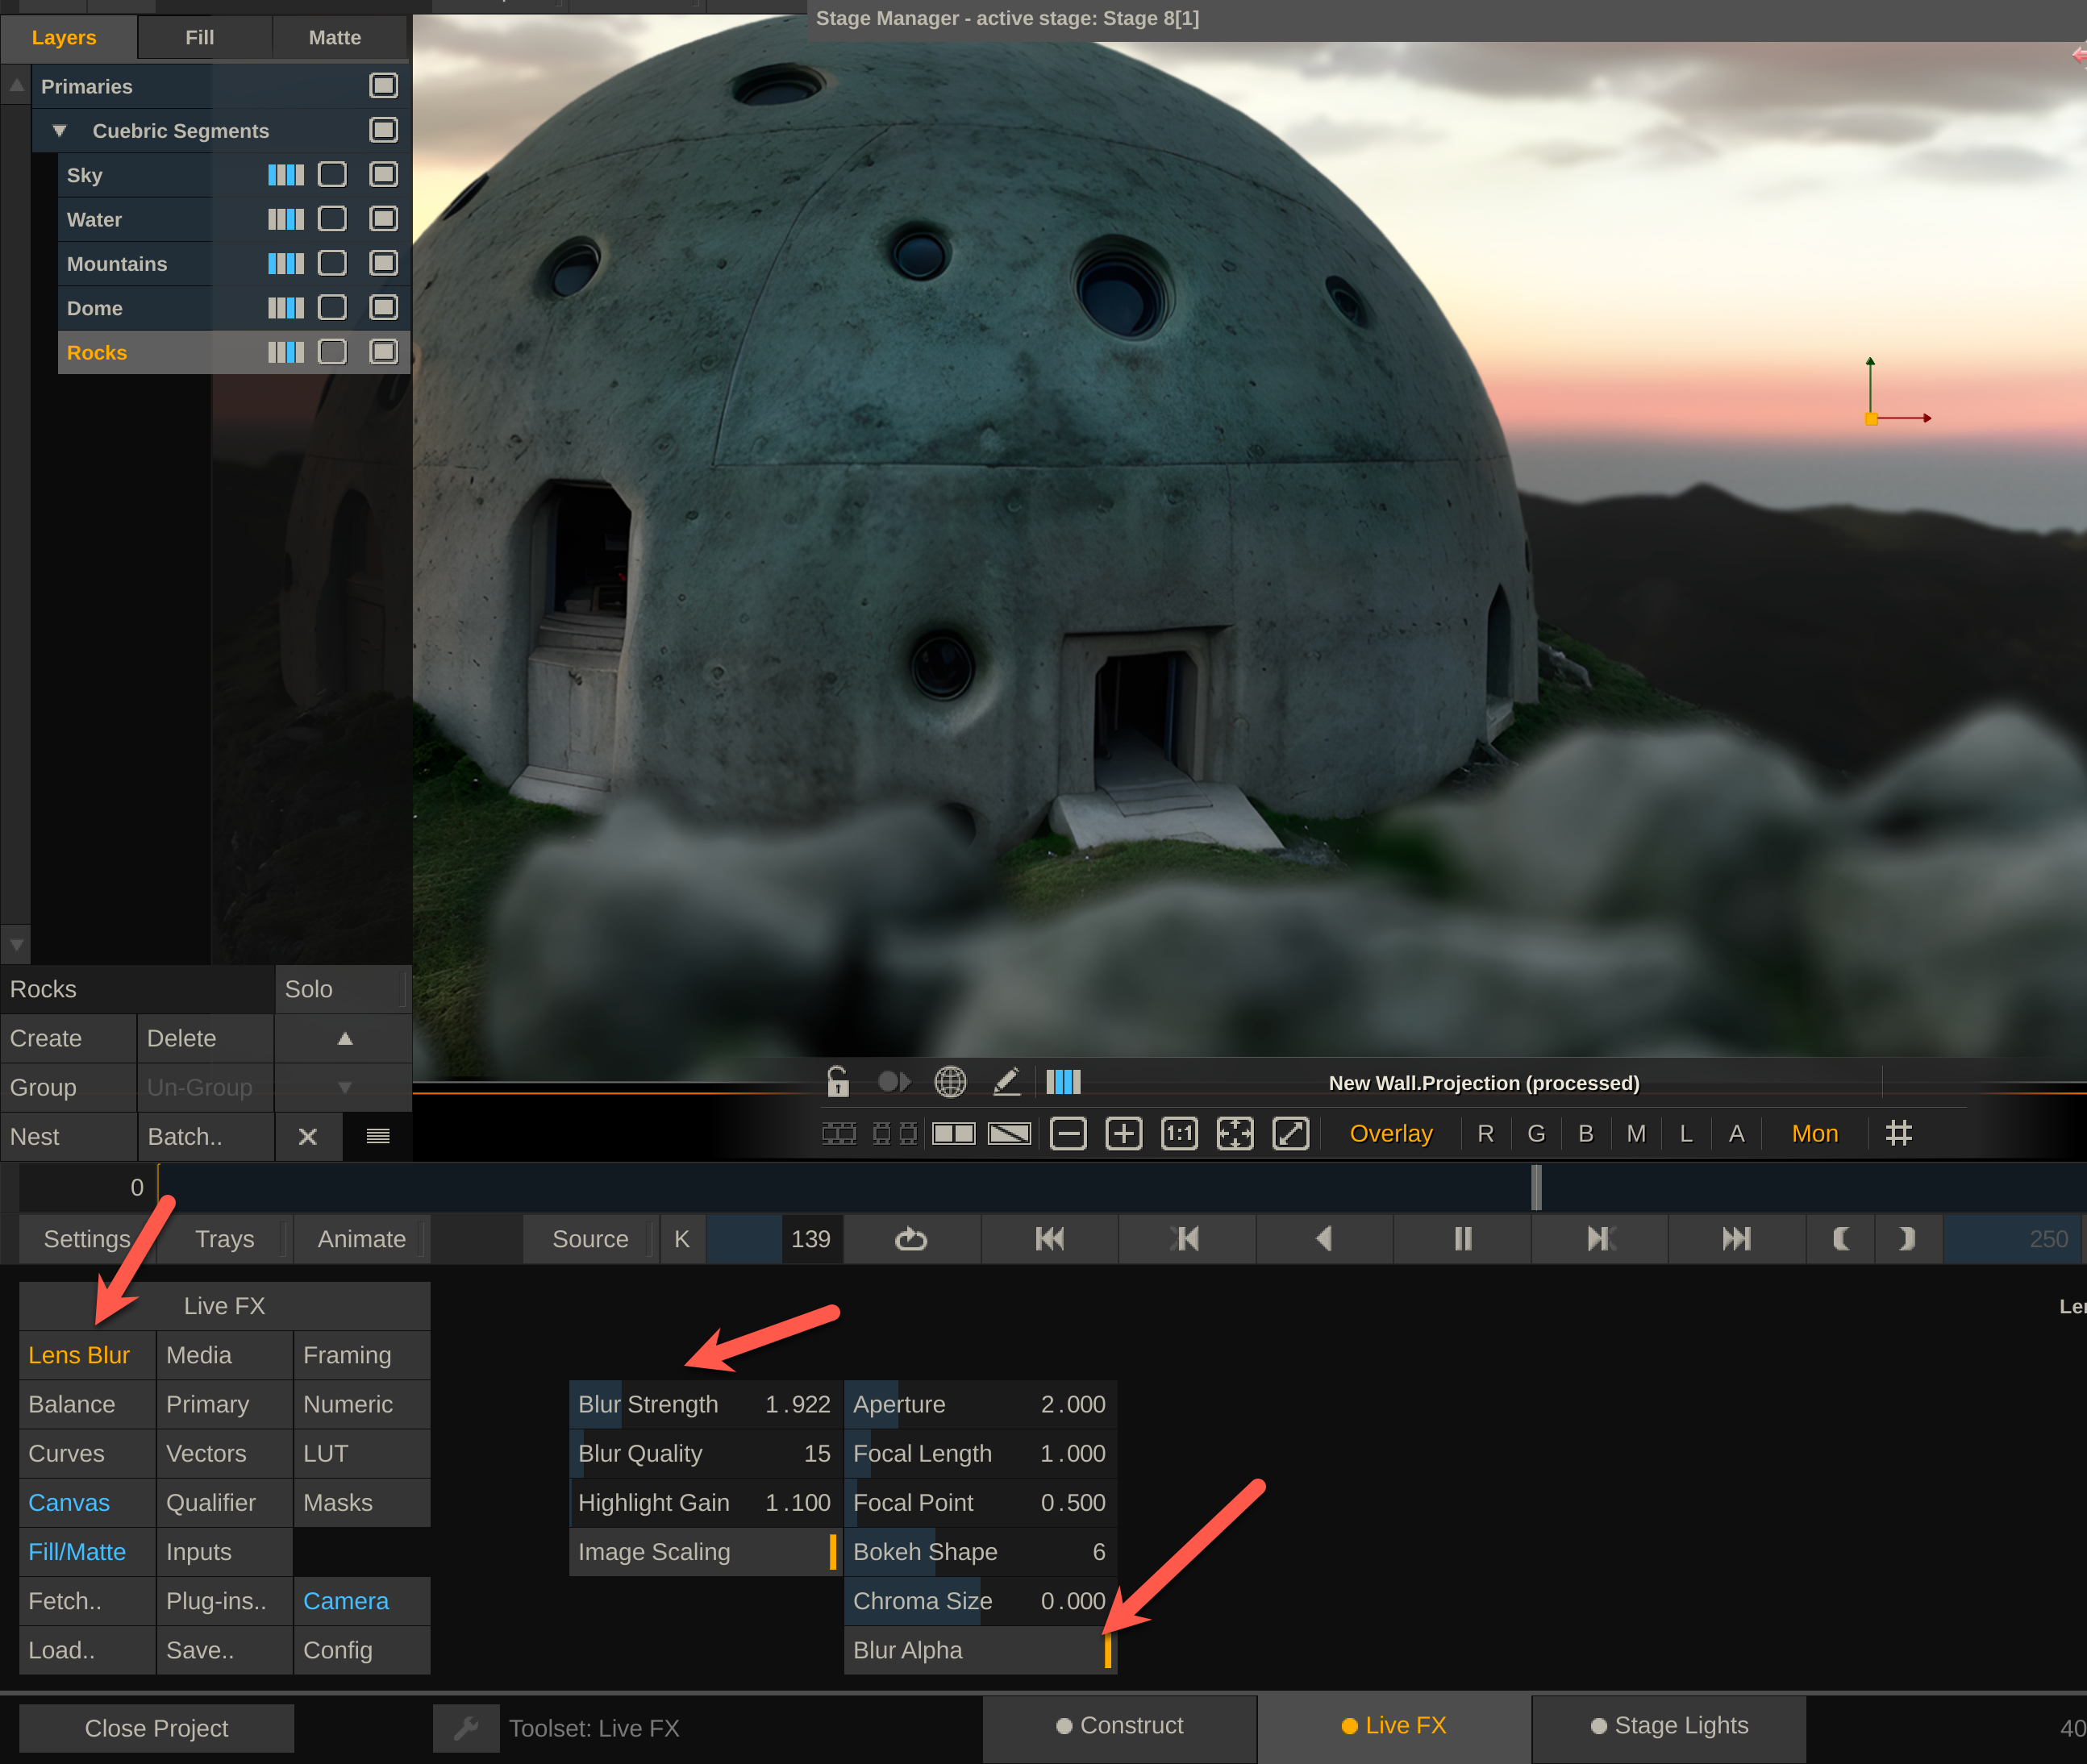 Stage Manager - active stage: Stage 8[1]
Layers Fill Matte
Primaries
Cuebric Segments
Sky
Water
Mountains
Dome
Rocks
Rocks Solo
Create Delete
Group Un-Group
Nest Batch..
New Wall.Projection (processed)
1:1 Overlay R G B M L A Mon
0
Settings Trays Animate Source K 139 250
Live FX
Lens Blur Media Framing
Balance Primary Numeric
Curves Vectors LUT
Canvas Qualifier Masks
Fill/Matte Inputs
Fetch.. Plug-ins.. Camera
Load.. Save.. Config
Blur Strength 1.922 Aperture 2.000
Blur Quality 15 Focal Length 1.000
Highlight Gain 1.100 Focal Point 0.500
Image Scaling Bokeh Shape 6
Chroma Size 0.000
Blur Alpha
Close Project Toolset: Live FX Construct Live FX Stage Lights 40